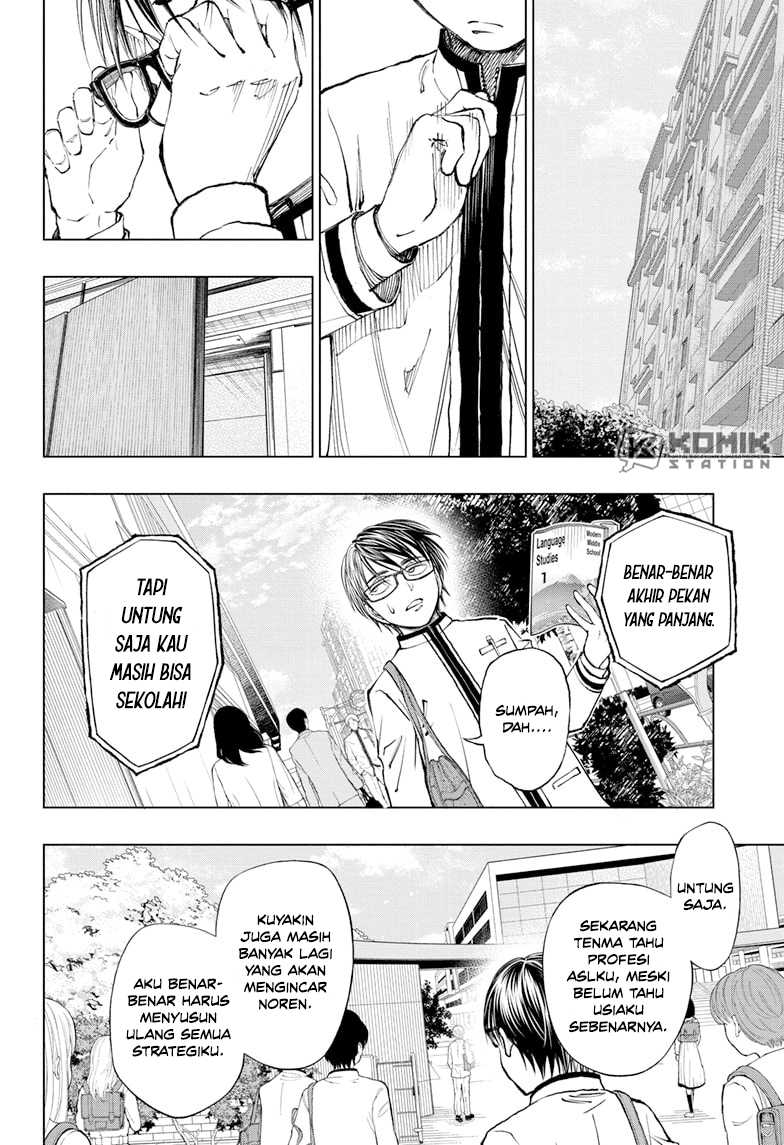 KOMIK
STATION
BENAR-BENAR
AKHIR PEKAN
YANG PANJANG.
Language
Studies
1
Modern
Middle
School
SUMPAH,
DAH....
TAPI
UNTUNG
SAJA KAU
MASIH BISA
SEKOLAH!
UNTUNG
SAJA.
SEKARANG
TENMA TAHU
PROFESI
ASLKU, MESKI
BELUM TAHU
USIAKU
SEBENARNYA.
KUYAKIN
JUGA MASIH
BANYAK LAGI
YANG AKAN
MENGINCAR
NOREN.
AKU BENAR-
BENAR HARUS
MENYUSUN
ULANG SEMUA
STRATEGIKU.